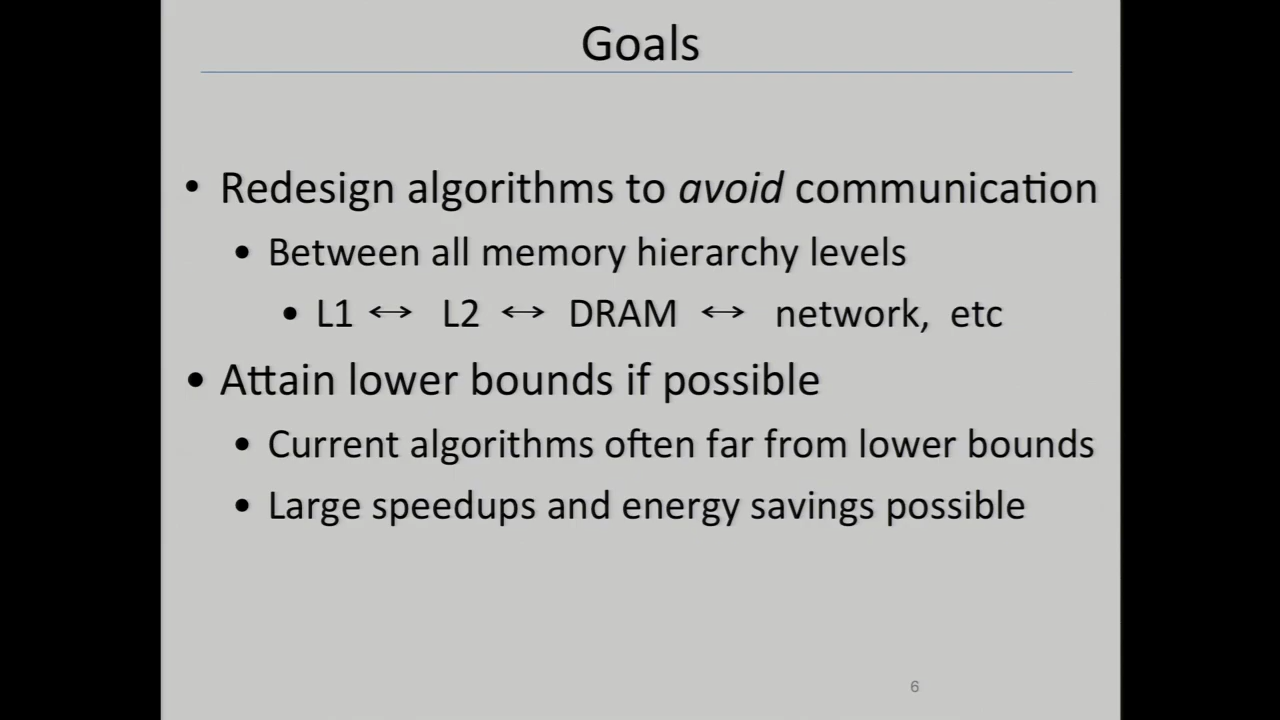 Goals
• Redesign algorithms to avoid communication
• Between all memory hierarchy levels
• L1 ↔ L2 ↔ DRAM ↔ network, etc
• Attain lower bounds if possible
• Current algorithms often far from lower bounds
• Large speedups and energy savings possible
6